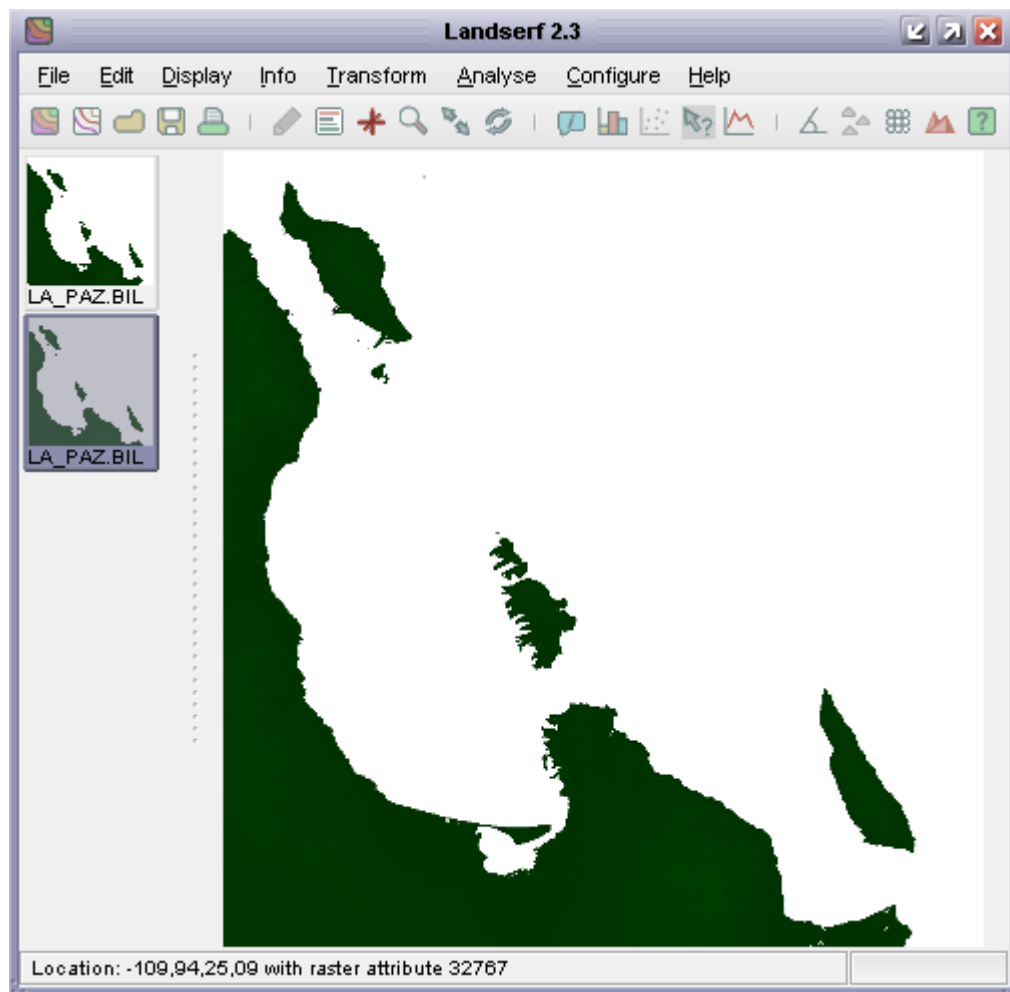 Landserf 2.3
File Edit Display Info Transform Analyse Configure Help
LA_PAZ.BIL
LA_PAZ.BIL
Location: -109,94,25,09 with raster attribute 32767